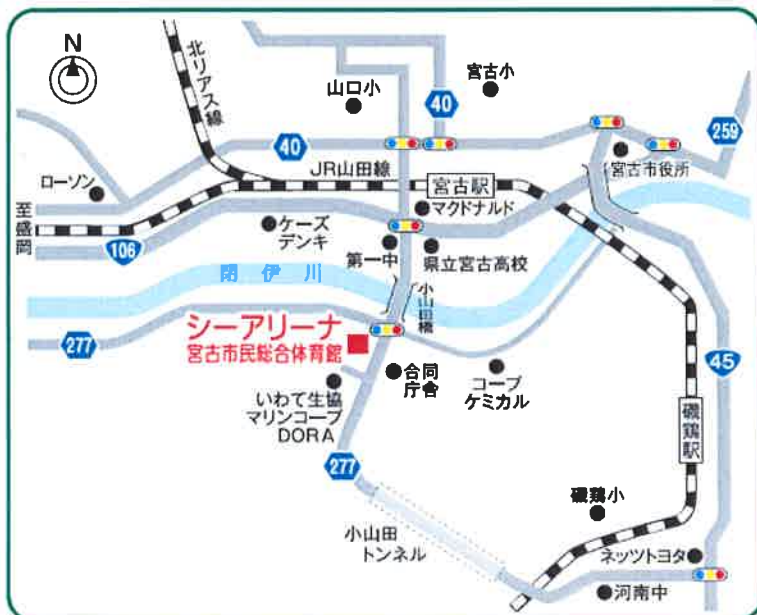 N
北リアス線
山口小
宮古小
40
40
259
JR山田線
宮古駅
宮古市役所
ローソン
マクドナルド
至盛岡
ケーズ
デンキ
106
第一中
県立宮古高校
閉伊川
小山田橋
シーアリーナ
宮古市民総合体育館
277
合同
庁舎
コープ
ケミカル
45
いわて生協
マリンコープ
DORA
磯鶏駅
277
磯鶏小
小山田
トンネル
ネッツトヨタ
河南中